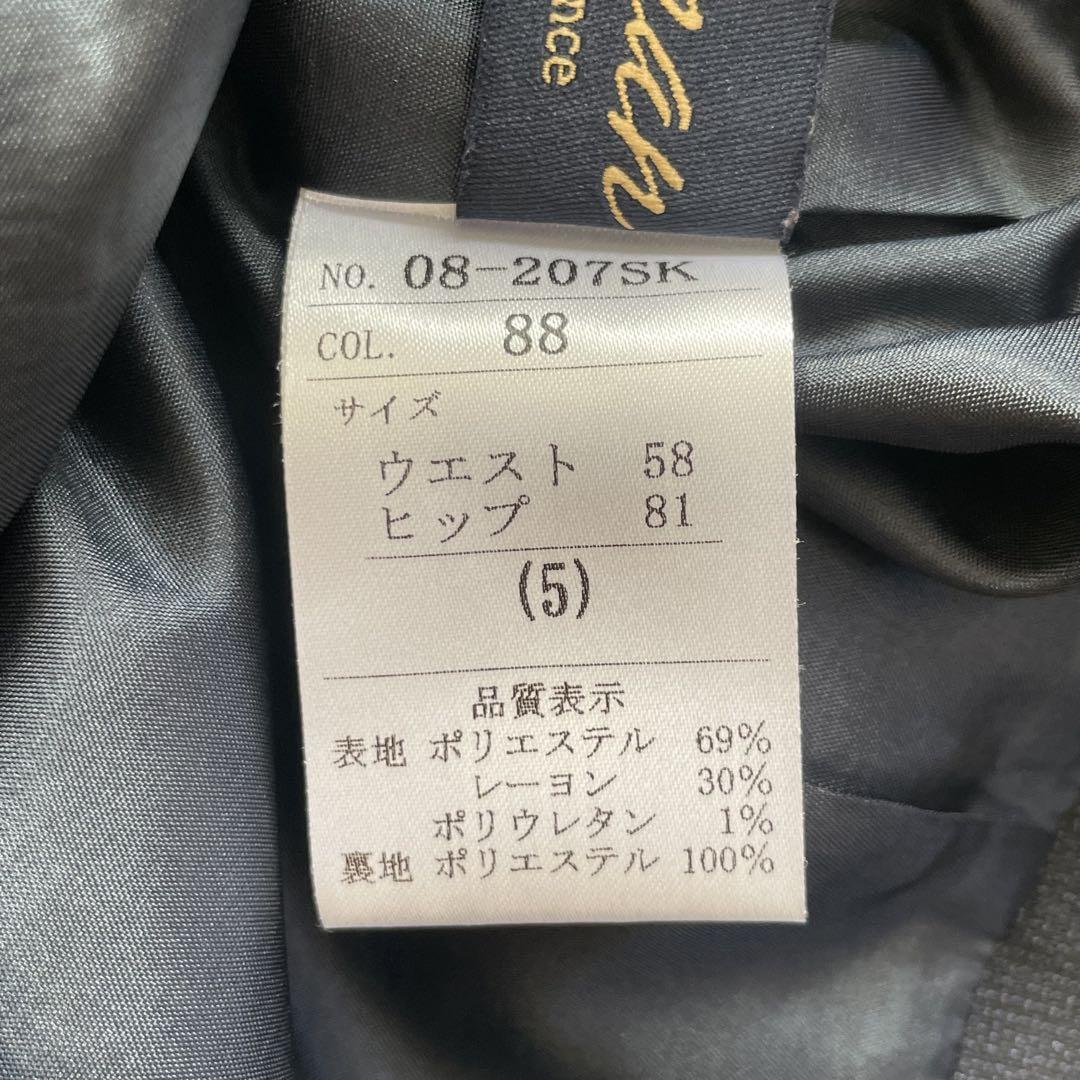 NO. 08-207SK
COL. 88
サイズ
ウエスト 58
ヒップ 81
(5)
品質表示
表地 ポリエステル 69%
レーヨン 30%
ポリウレタン 1%
裏地 ポリエステル 100%